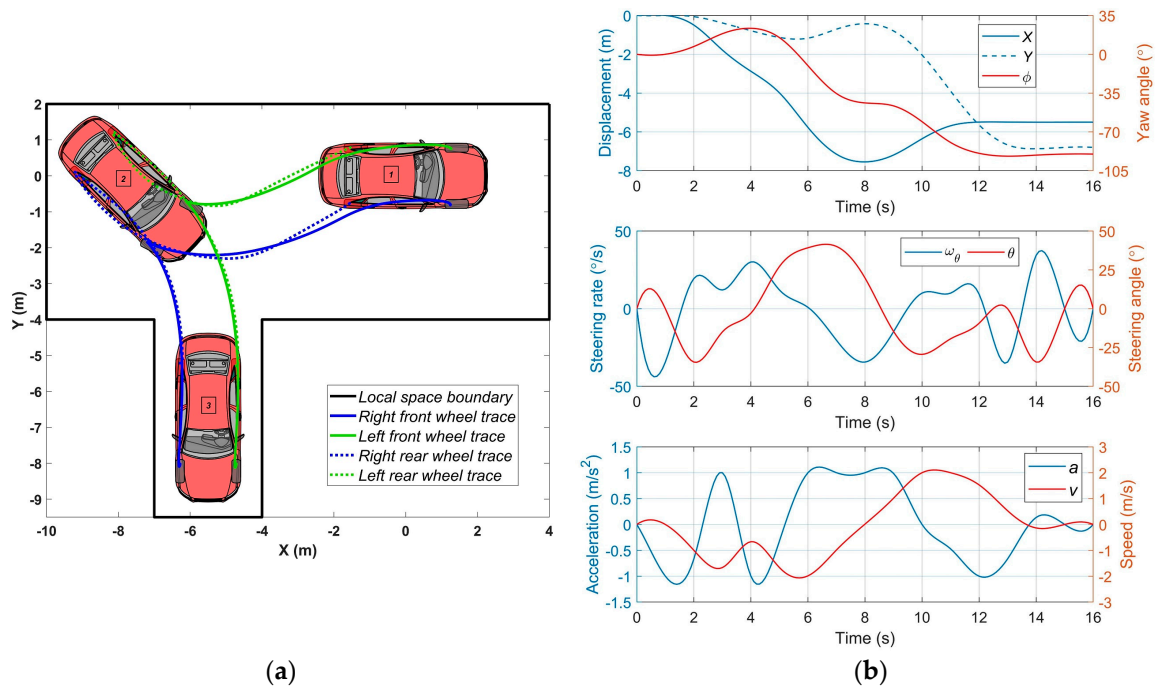 2
1
0
-1
-2
-3
-4
-5
-6
-7
-8
-9
Y (m)
-10 -8 -6 -4 -2 0 2 4
X (m)
1
2
3
Local space boundary
Right front wheel trace
Left front wheel trace
Right rear wheel trace
Left rear wheel trace
(a)
0
-2
-4
-6
-8
Displacement (m)
X
Y
ϕ
35
0
-35
-70
-105
Yaw angle (°)
0 2 4 6 8 10 12 14 16
Time (s)
50
0
-50
Steering rate (°/s)
ω_θ θ
50
25
0
-25
-50
Steering angle (°)
0 2 4 6 8 10 12 14 16
Time (s)
1.5
1
0.5
0
-0.5
-1
-1.5
Acceleration (m/s²)
a
v
3
2
1
0
-1
-2
-3
Speed (m/s)
0 2 4 6 8 10 12 14 16
Time (s)
(b)